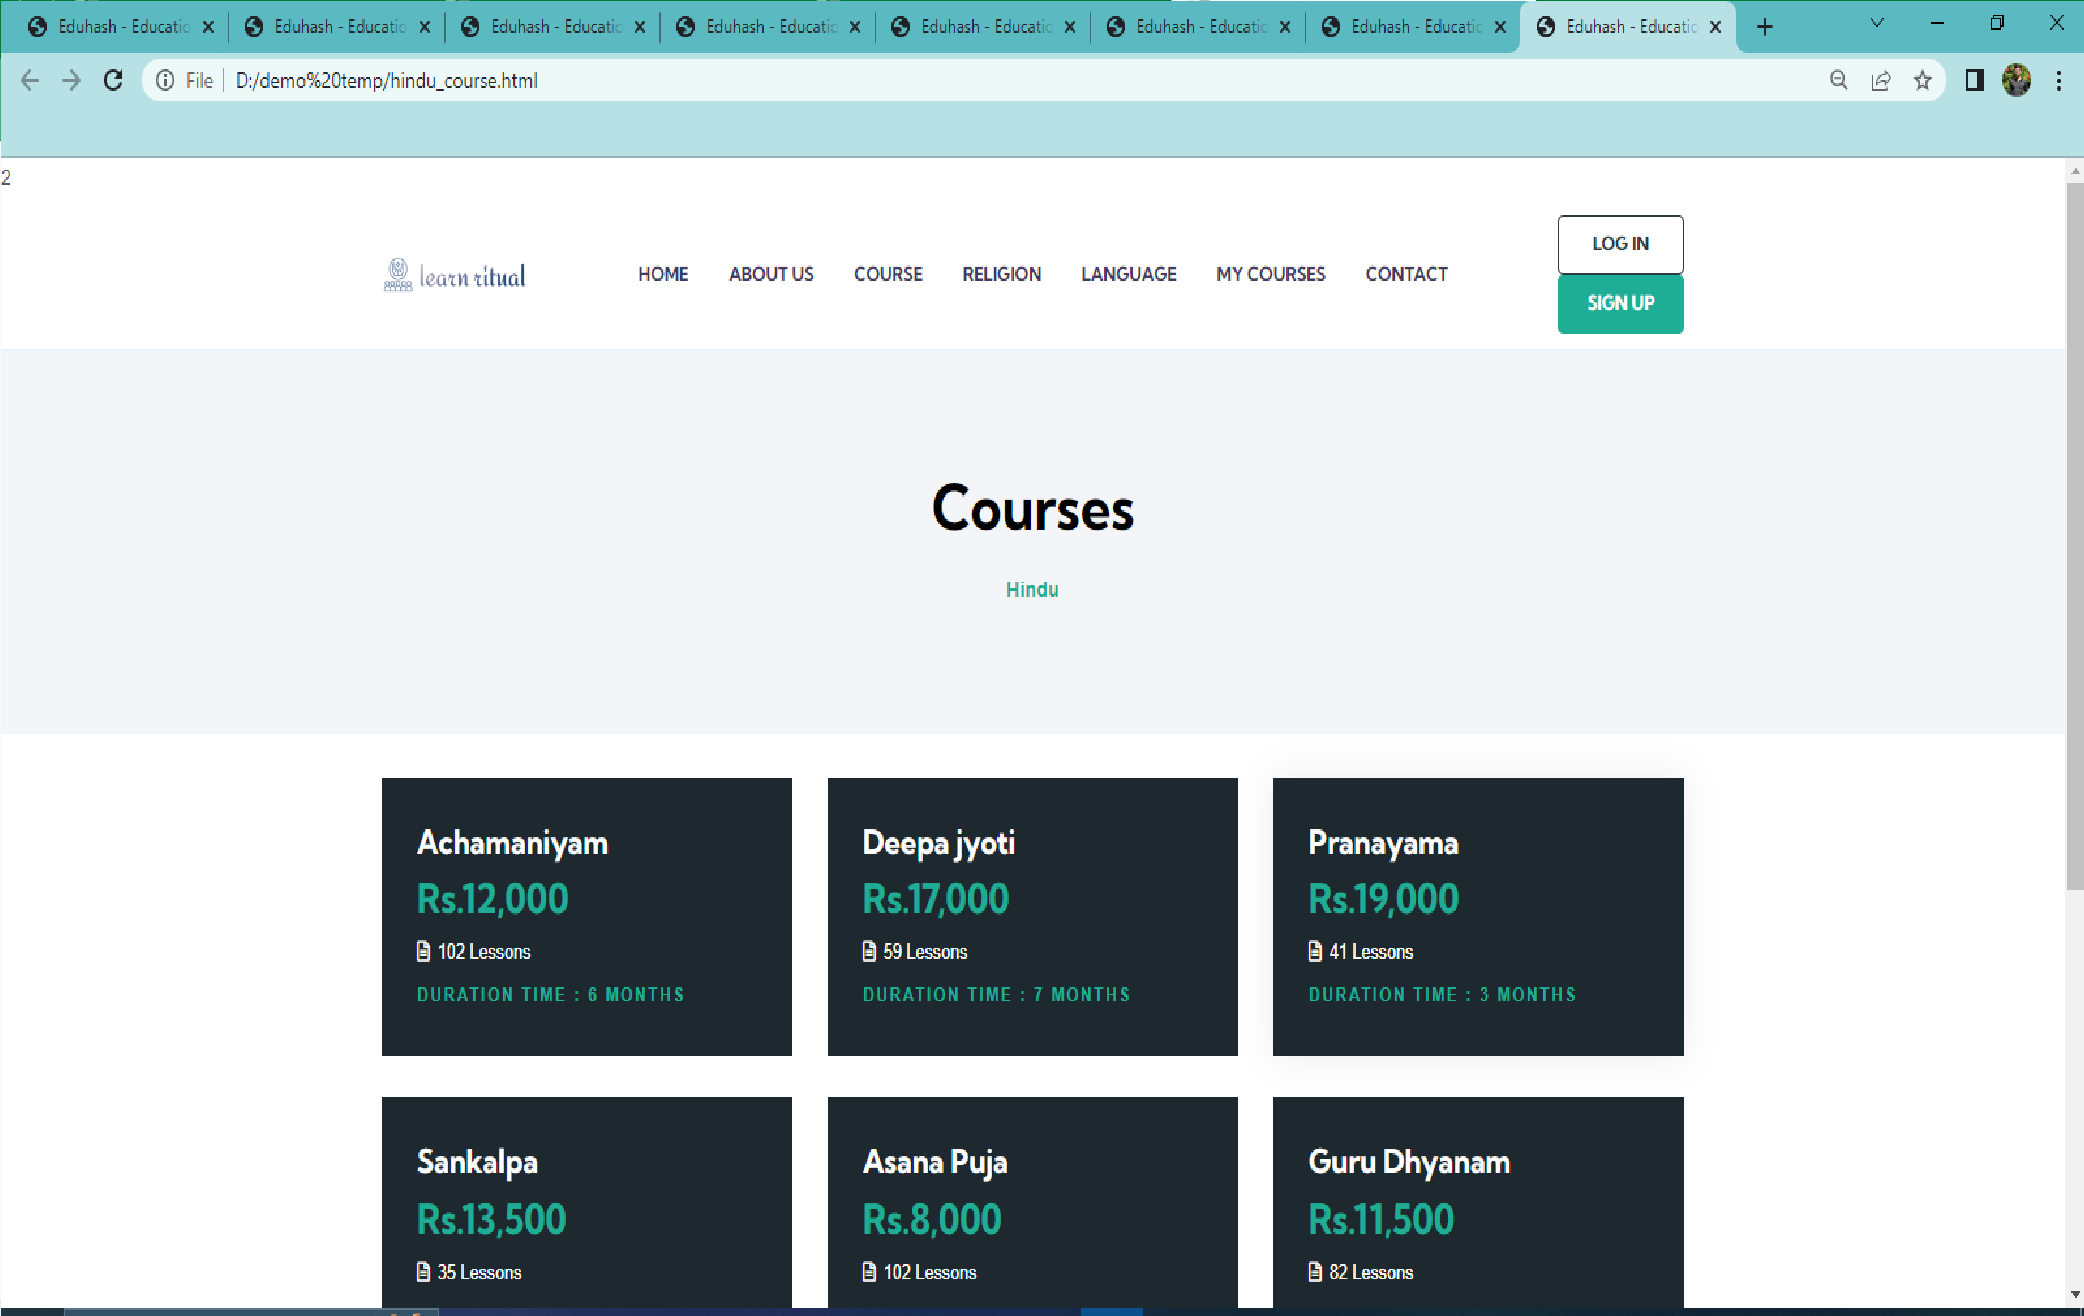 Eduhash - Educatio
Eduhash - Educatio
Eduhash - Educatio
Eduhash - Educatio
Eduhash - Educatio
Eduhash - Educatio
Eduhash - Educatio
Eduhash - Educatio
File D:/demo%20temp/hindu_course.html
2
learn ritual
HOME ABOUT US COURSE RELIGION LANGUAGE MY COURSES CONTACT
LOG IN
SIGN UP
Courses
Hindu
Achamaniyam
Rs.12,000
102 Lessons
DURATION TIME : 6 MONTHS
Deepa jyoti
Rs.17,000
59 Lessons
DURATION TIME : 7 MONTHS
Pranayama
Rs.19,000
41 Lessons
DURATION TIME : 3 MONTHS
Sankalpa
Rs.13,500
35 Lessons
Asana Puja
Rs.8,000
102 Lessons
Guru Dhyanam
Rs.11,500
82 Lessons